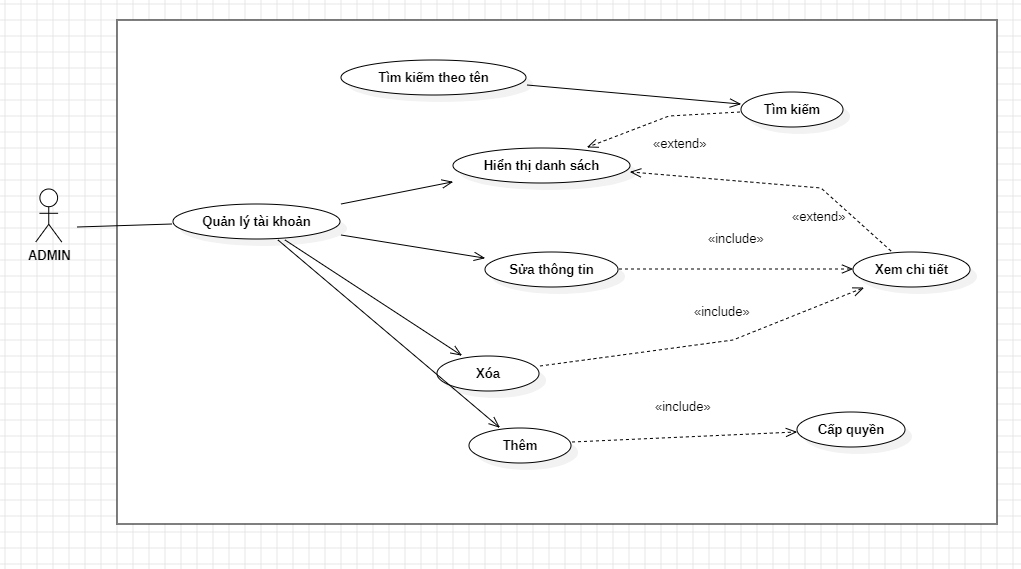 Tìm kiếm theo tên
Tìm kiếm
«extend»
Hiển thị danh sách
ADMIN
Quản lý tài khoản
«extend»
«include»
Sửa thông tin
Xem chi tiết
«include»
Xóa
«include»
Cấp quyền
Thêm